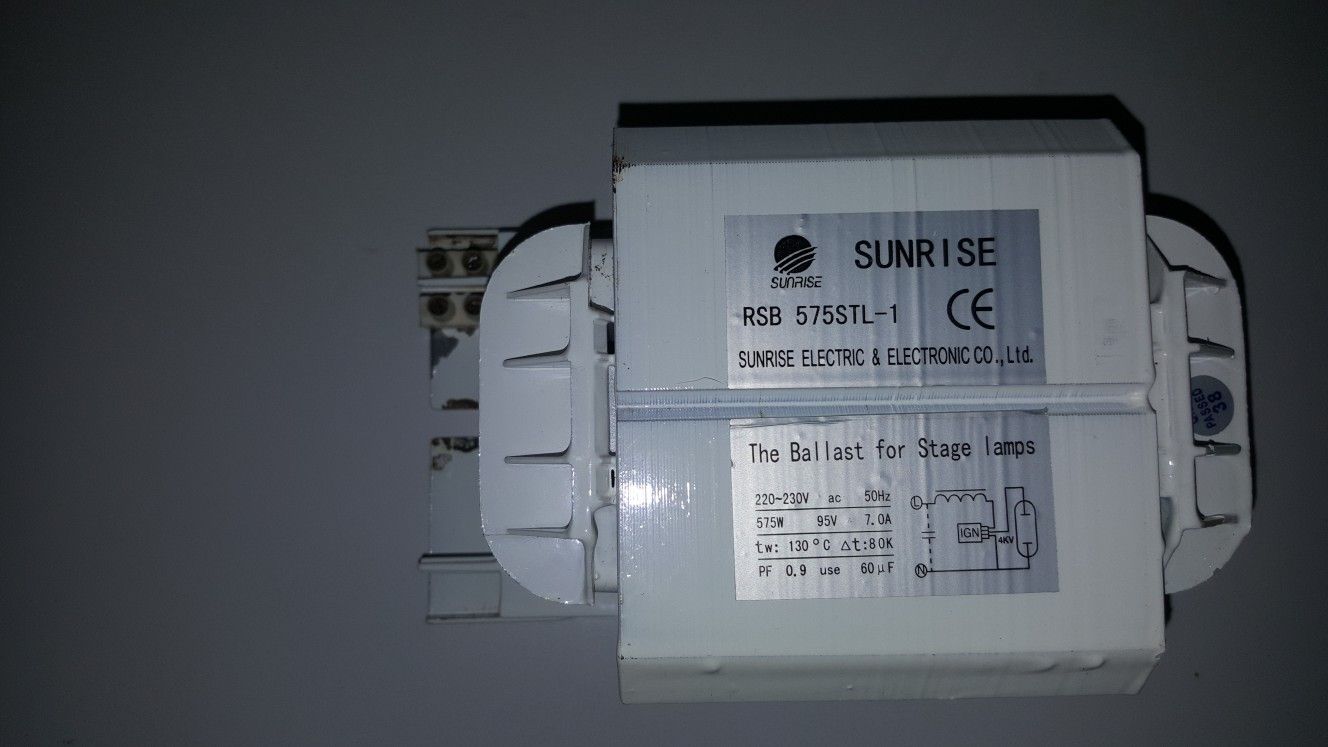 SUNRISE
SUNRISE
RSB 575STL-1 CE
SUNRISE ELECTRIC & ELECTRONIC CO.,Ltd.
The Ballast for Stage lamps
220~230V ac 50Hz
575W 95V 7.0A
tw: 130°C Δt:80K
PF 0.9 use 60μF
L
IGN
4KV
N
PASSED
38